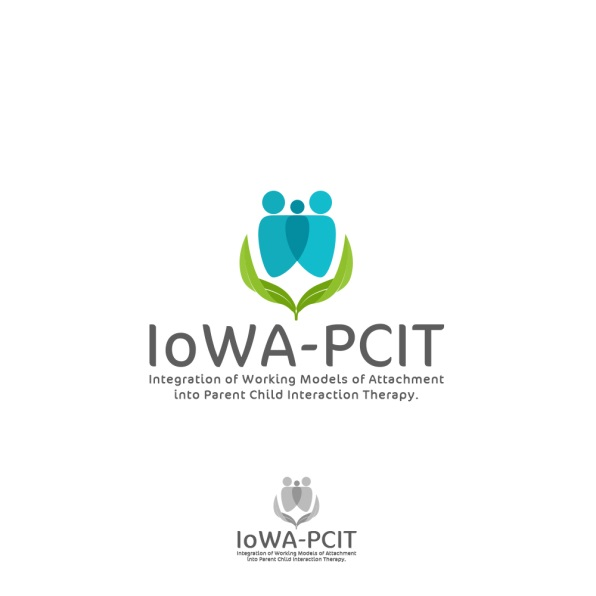 IoWA-PCIT
Integration of Working Models of Attachment
into Parent Child Interaction Therapy.
IoWA-PCIT
Integration of Working Models of Attachment
into Parent Child Interaction Therapy.